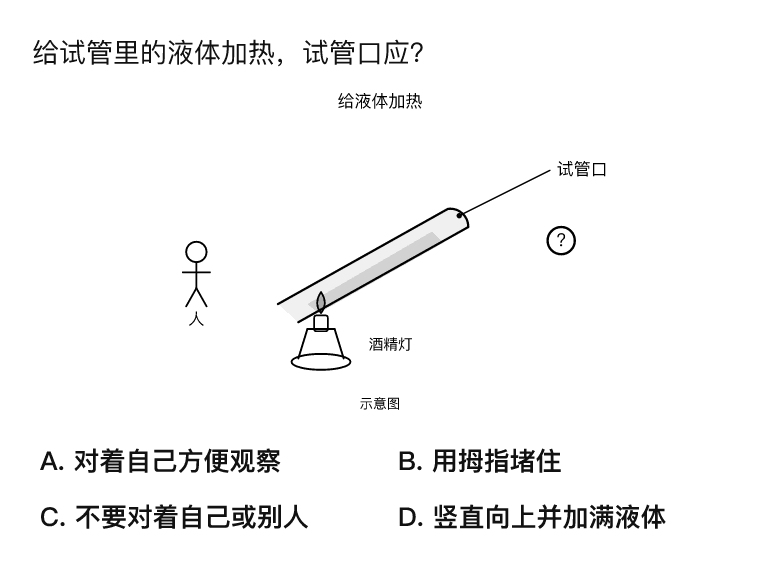 给试管里的液体加热，试管口应？
给液体加热
试管口
?
人
酒精灯
示意图
A. 对着自己方便观察
B. 用拇指堵住
C. 不要对着自己或别人
D. 竖直向上并加满液体